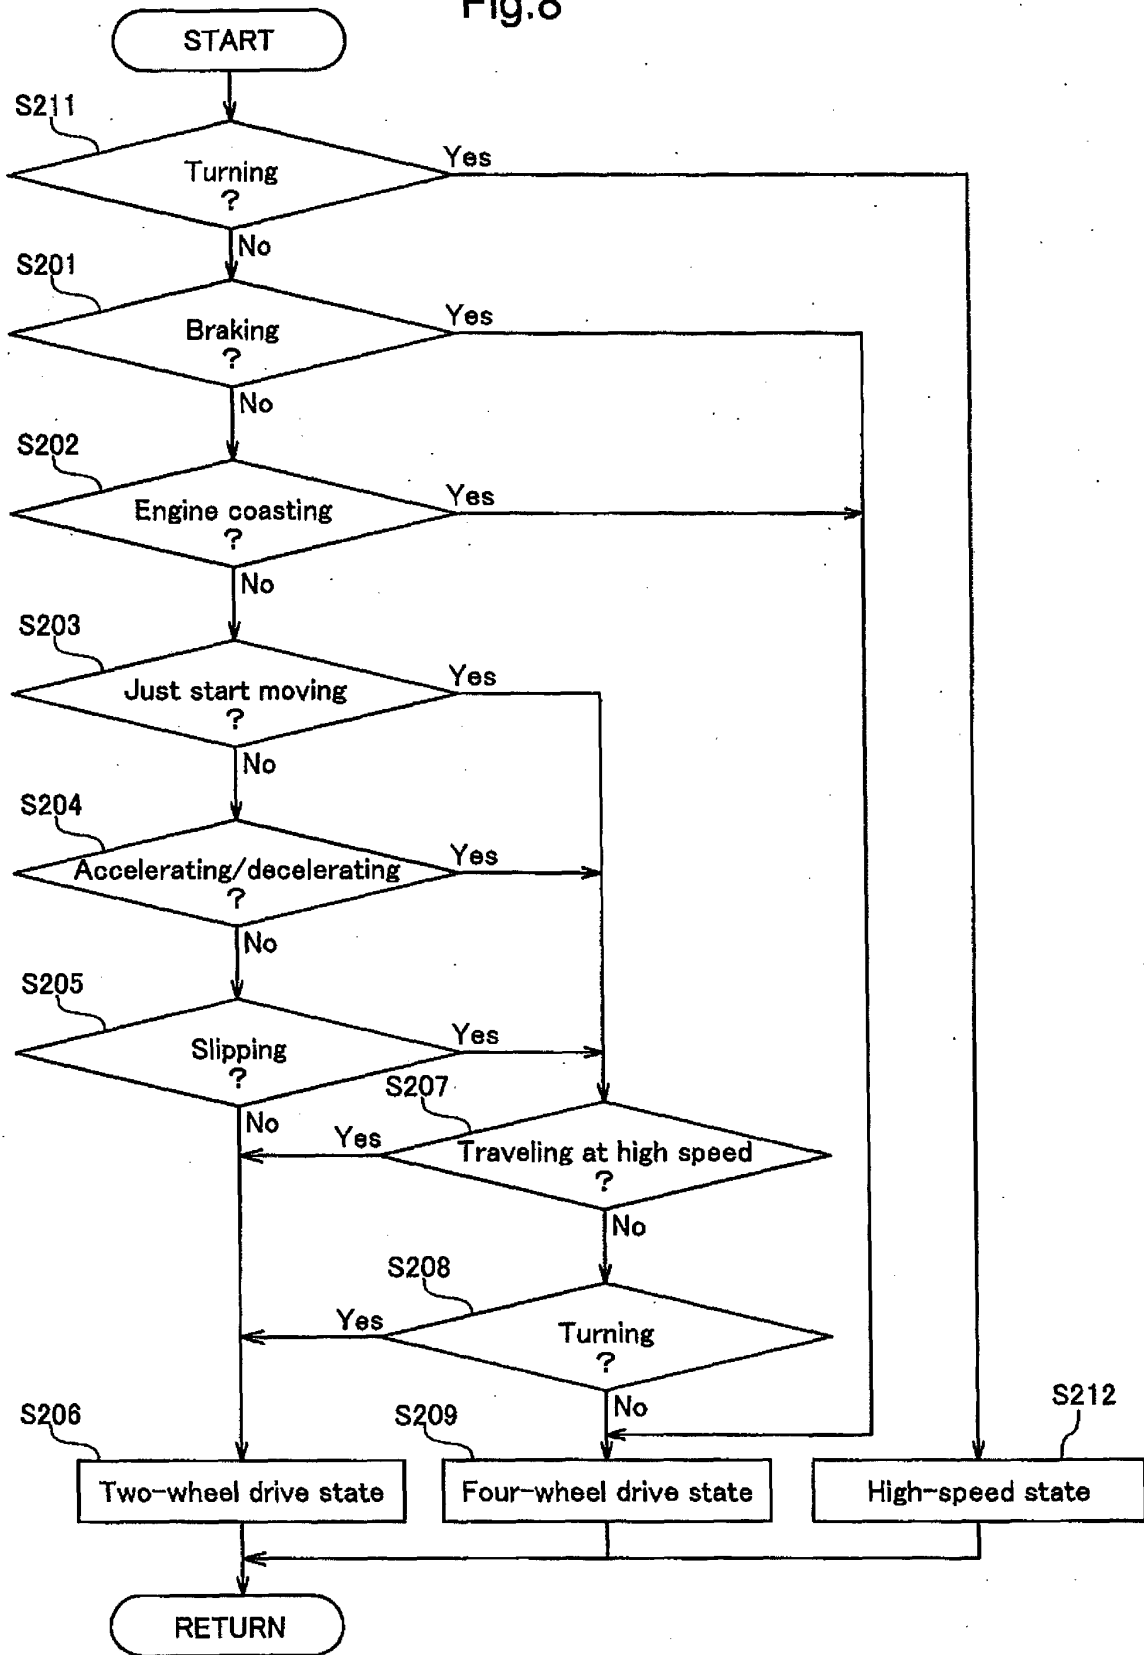 Fig.8
START
S211
Turning
?
Yes
No
S201
Braking
?
Yes
No
S202
Engine coasting
?
Yes
No
S203
Just start moving
?
Yes
No
S204
Accelerating/decelerating
?
Yes
No
S205
Slipping
?
Yes
No
S207
Traveling at high speed
?
Yes
No
S208
Turning
?
Yes
No
S206
Two-wheel drive state
S209
Four-wheel drive state
S212
High-speed state
RETURN